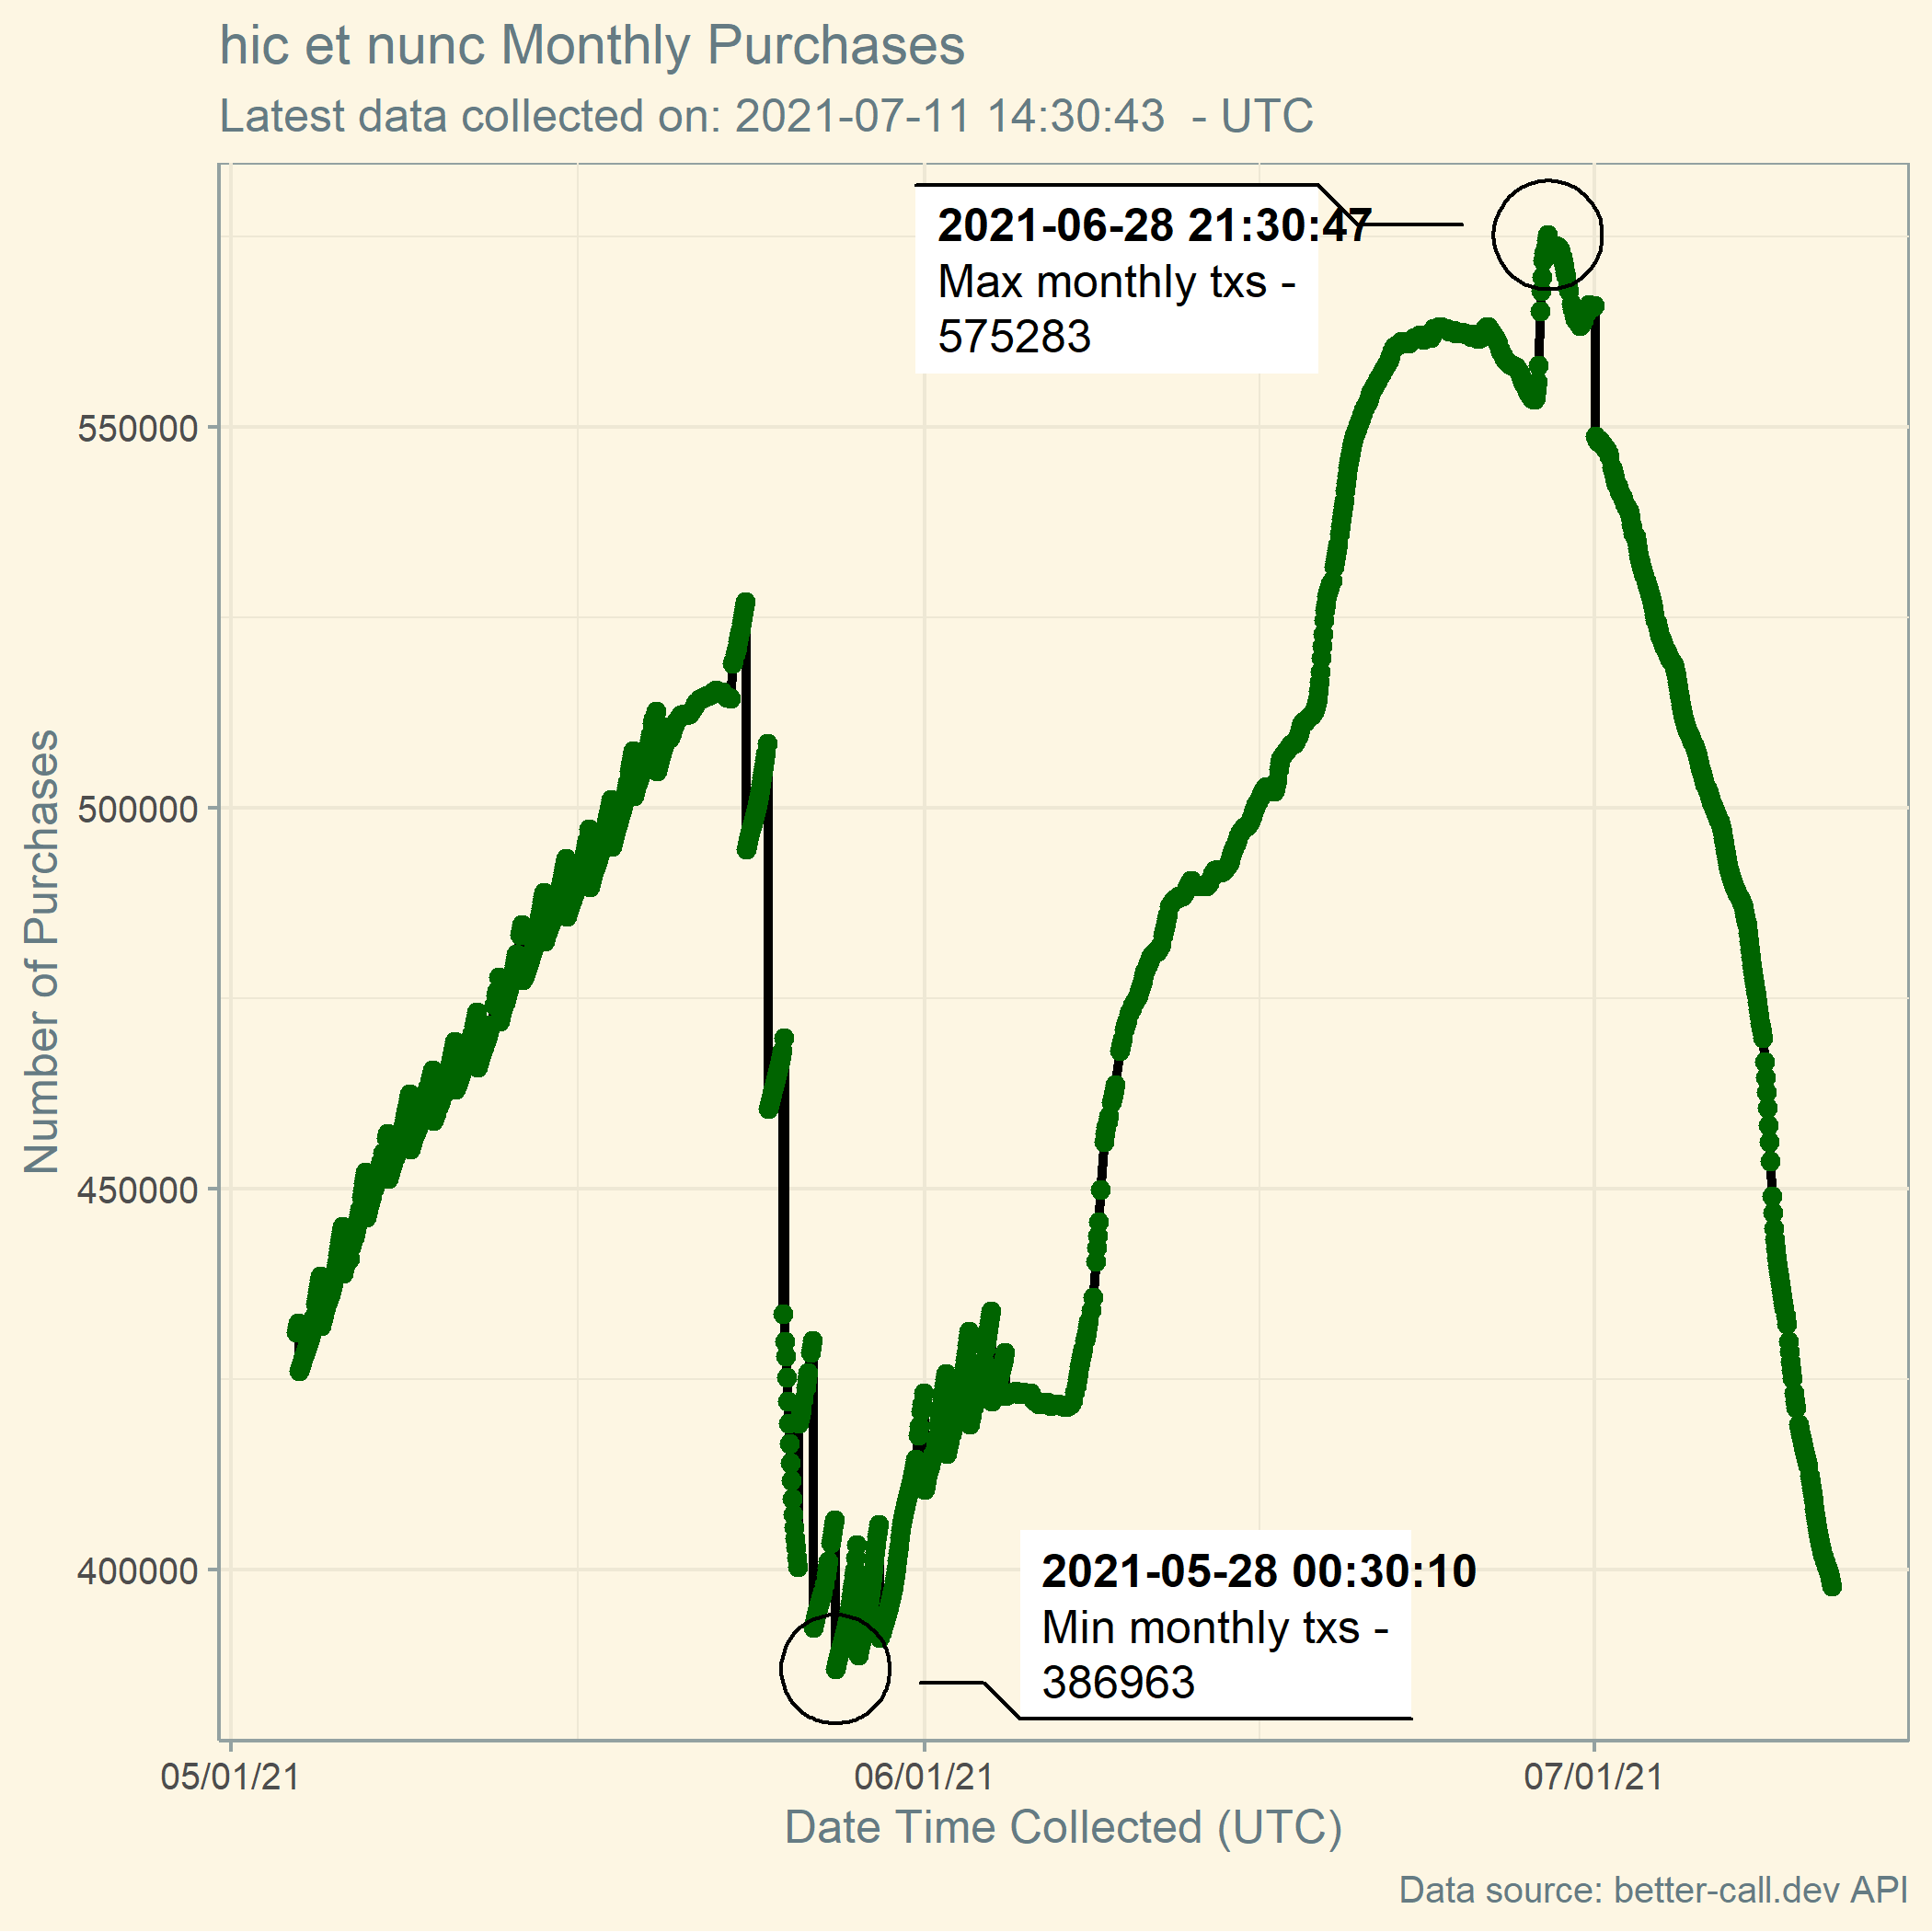 hic et nunc Monthly Purchases
Latest data collected on: 2021-07-11 14:30:43  - UTC
2021-06-28 21:30:47
Max monthly txs -
575283
550000
500000
450000
400000
Number of Purchases
2021-05-28 00:30:10
Min monthly txs -
386963
05/01/21
06/01/21
07/01/21
Date Time Collected (UTC)
Data source: better-call.dev API